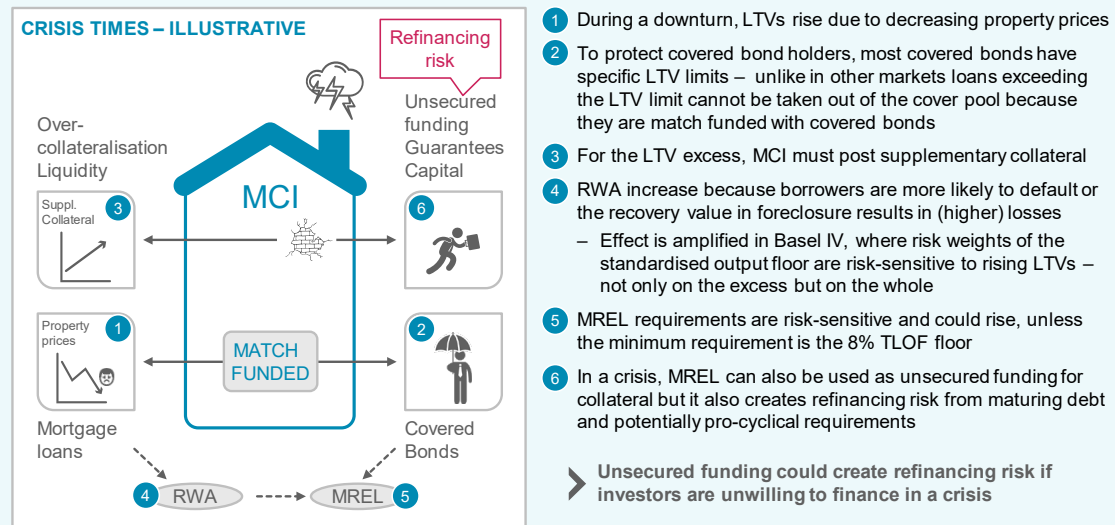 CRISIS TIMES – ILLUSTRATIVE
Refinancing
risk
Over-
collateralisation
Liquidity
Unsecured
funding
Guarantees
Capital
MCI
Suppl.
Collateral
3
6
Property
prices
1
2
MATCH
FUNDED
Mortgage
loans
Covered
Bonds
4 RWA
MREL 5
1 During a downturn, LTVs rise due to decreasing property prices
2 To protect covered bond holders, most covered bonds have
specific LTV limits – unlike in other markets loans exceeding
the LTV limit cannot be taken out of the cover pool because
they are match funded with covered bonds
3 For the LTV excess, MCI must post supplementary collateral
4 RWA increase because borrowers are more likely to default or
the recovery value in foreclosure results in (higher) losses
– Effect is amplified in Basel IV, where risk weights of the
standardised output floor are risk-sensitive to rising LTVs –
not only on the excess but on the whole
5 MREL requirements are risk-sensitive and could rise, unless
the minimum requirement is the 8% TLOF floor
6 In a crisis, MREL can also be used as unsecured funding for
collateral but it also creates refinancing risk from maturing debt
and potentially pro-cyclical requirements
Unsecured funding could create refinancing risk if
investors are unwilling to finance in a crisis